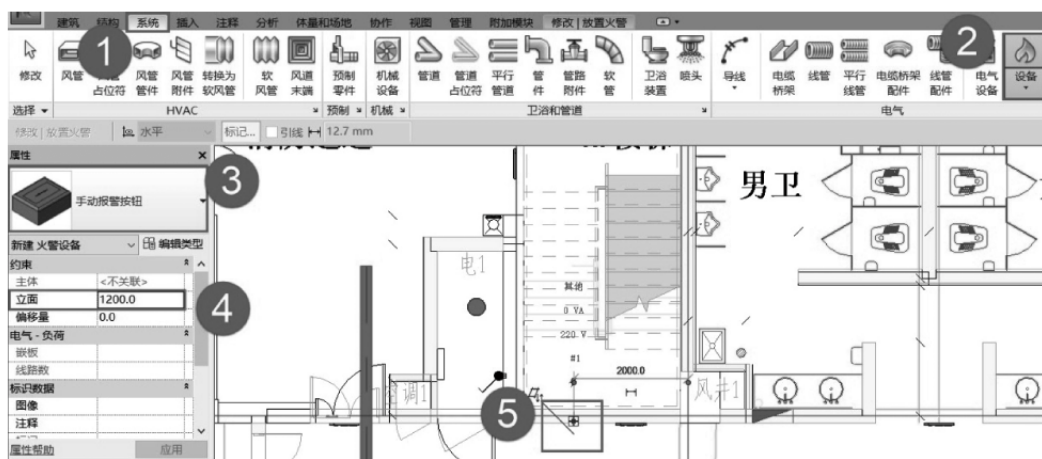 建筑 结构 系统 插入 注释 分析 体量和场地 协作 视图 管理 附加模块 修改 | 放置火警
1
2
修改 风管 风管 风管 风管 转换为 软 风道 预制 机械 管道 管道 平行 管 管路 软 卫浴 喷头 导线 电缆 线管 平行 电缆桥架 线管 电气 设备
占位符 管件 附件 软风管 风管 末端 零件 设备 占位符 管道 件 附件 管 装置 桥架 线管 配件 配件 设备
选择 HVAC 预制 机械 卫浴和管道 电气
修改 | 放置火警 水平 标记... 引线 12.7 mm
属性
3
手动报警按钮
男卫
新建 火警设备 编辑类型
约束
主体 <不关联>
立面 1200.0
4
偏移量 0.0
电气 - 负荷
嵌板
线路数
标识数据
图像
注释
属性帮助 应用
电1
其他
0 VA
220 V
#1
2000.0
风井1
5